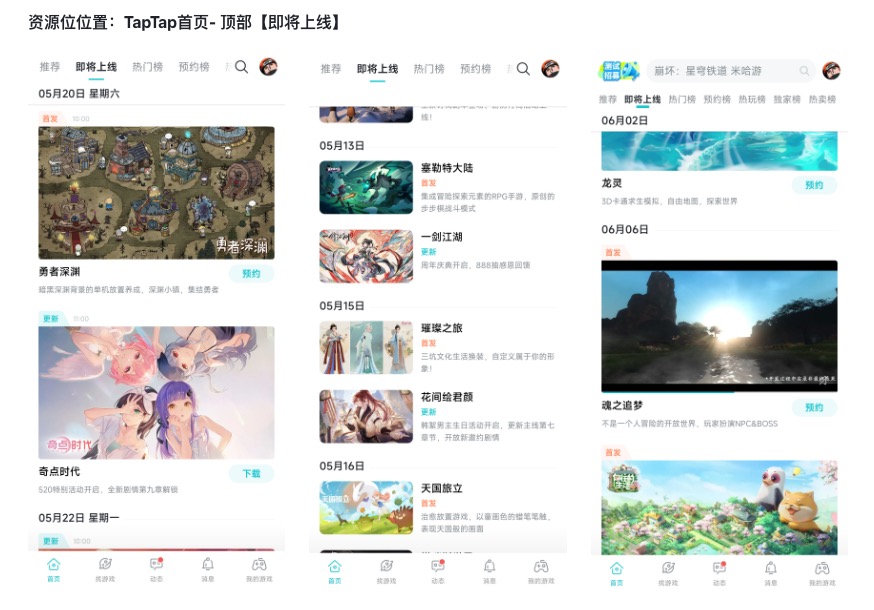 资源位位置：TapTap首页- 顶部【即将上线】
推荐 即将上线 热门榜 预约榜
05月20日 星期六
首发 10:00
勇者深渊
勇者深渊
预约
暗黑深渊背景的单机放置养成，深渊小镇，集结勇者
更新 11:00
奇点时代
奇点时代
下载
520特别活动开启，全新剧情第九章解锁
05月22日 星期一
更新 10:00
首页 找游戏 动态 消息 我的游戏
推荐 即将上线 热门榜 预约榜
线！
05月13日
塞勒特大陆
首发
集成冒险探索元素的RPG手游，原创的
步步棋战斗模式
一剑江湖
更新
周年庆典开启，888抽感恩回馈
05月15日
璀璨之旅
首发
三坑文化生活换装，自定义属于你的形
象！
花间绘君颜
更新
韩絮男主生日活动开启，更新主线第七
章节，开放新邀约剧情
05月16日
天国旅立
天国旅立
首发
治愈放置游戏，以童画色的蜡笔笔触，
表现天国般的画面
首页 找游戏 动态 消息 我的游戏
测试
招募
崩坏：星穹铁道 米哈游
推荐 即将上线 热门榜 预约榜 热玩榜 独家榜 热卖榜
06月02日
龙灵
预约
3D卡通求生模拟，自由地图，探索世界
06月06日
首发
魂之追梦
预约
不是一个人冒险的开放世界，玩家扮演NPC&BOSS
首发
首页 找游戏 动态 消息 我的游戏